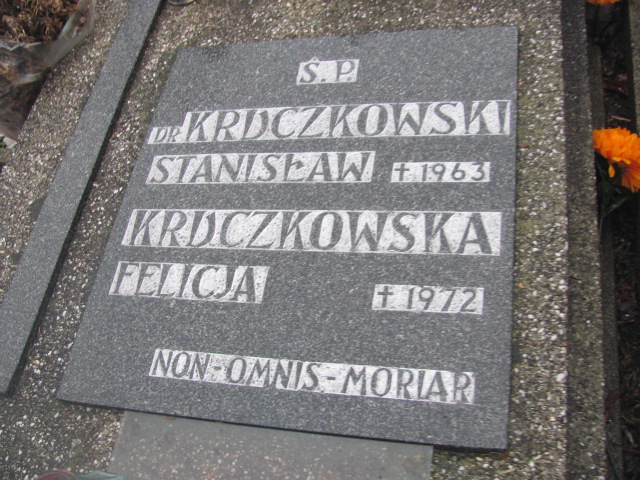 Ś.P.
DR KRUCZKOWSKI
STANISŁAW † 1963
KRUCZKOWSKA
FELICJA † 1972
NON-OMNIS-MORIAR